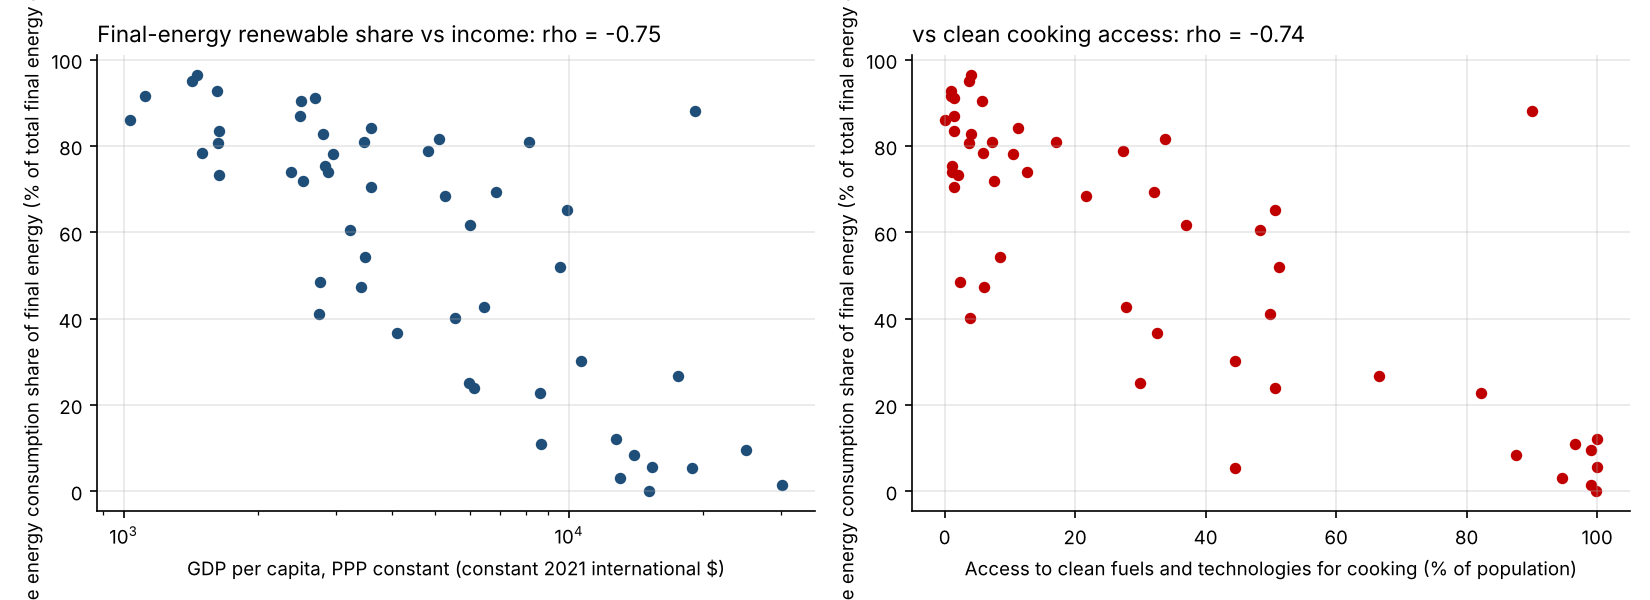 Final-energy renewable share vs income: rho = -0.75
e energy consumption share of final energy (% of total final energy
100
80
60
40
20
0
10³
10⁴
GDP per capita, PPP constant (constant 2021 international $)
vs clean cooking access: rho = -0.74
e energy consumption share of final energy (% of total final energy
100
80
60
40
20
0
0 20 40 60 80 100
Access to clean fuels and technologies for cooking (% of population)